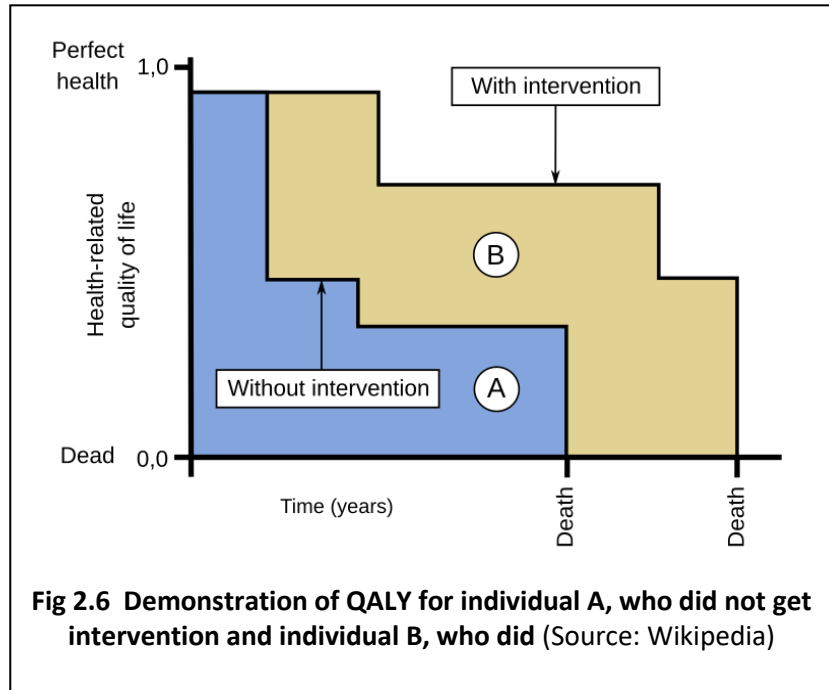 Perfect
health
1,0
With intervention
Health-related
quality of life
B
Without intervention
A
Dead
0,0
Time (years)
Death
Death
Fig 2.6 Demonstration of QALY for individual A, who did not get
intervention and individual B, who did (Source: Wikipedia)